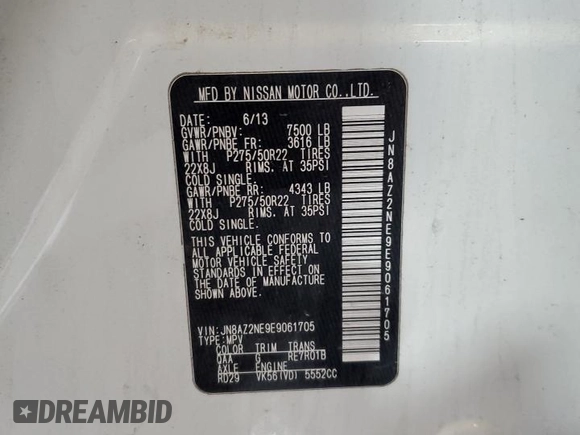 MFD BY NISSAN MOTOR CO.,LTD.
DATE: 6/13
GVWR/PNBV: 7500 LB
GAWR/PNBE FR: 3616 LB
WITH P275/50R22 TIRES
22X8J RIMS. AT 35PSI
COLD SINGLE.
GAWR/PNBE RR: 4343 LB
WITH P275/50R22 TIRES
22X8J RIMS. AT 35PSI
COLD SINGLE.
THIS VEHICLE CONFORMS TO
ALL APPLICABLE FEDERAL
MOTOR VEHICLE SAFETY
STANDARDS IN EFFECT
ON THE DATE OF
MANUFACTURE SHOWN
ABOVE.
VIN: JN8AZ2NE9E9061705
TYPE: MPV
COLOR TRIM TRANS
QAA G RE7R01B
AXLE ENGINE
RD29 VK56(VD) 5552CC
JN8AZ2NE9E9061705
DREAMBID
DREAMBID.COM